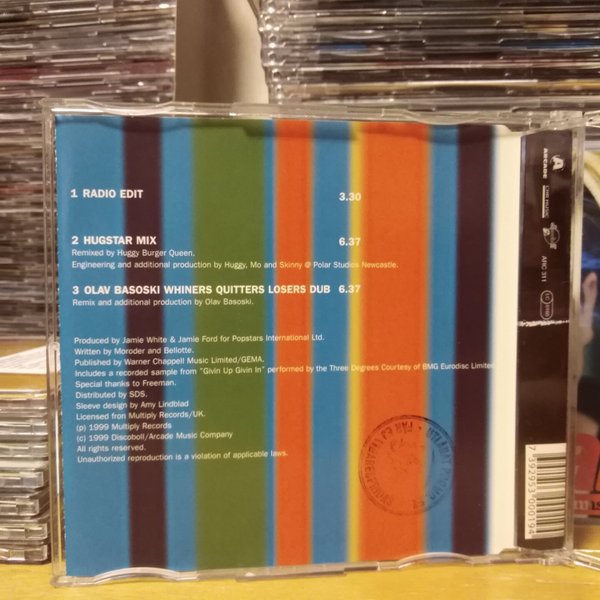 1 RADIO EDIT 3.30
2 HUGSTAR MIX 6.37
Remixed by Huggy Burger Queen.
Engineering and additional production by Huggy, Mo and Skinny @ Polar Studios Newcastle.
3 OLAV BASOSKI WHINERS QUITTERS LOSERS DUB 6.37
Remix and additional production by Olav Basoski.
Produced by Jamie White & Jamie Ford for Popstars International Ltd.
Written by Moroder and Bellotte.
Published by Warner Chappell Music Limited/GEMA.
Includes a recorded sample from "Givin Up Givin In" performed by the Three Degrees Courtesy of BMG Eurodisc Limited.
Special thanks to Freeman.
Distributed by SDS.
Sleeve design by Amy Lindblad
Licensed from Multiply Records/UK.
(p) 1999 Multiply Records
(c) 1999 Discoboll/Arcade Music Company
All rights reserved.
Unauthorized reproduction is a violation of applicable laws.
ARCADE
ARC 311
7 392953 000194